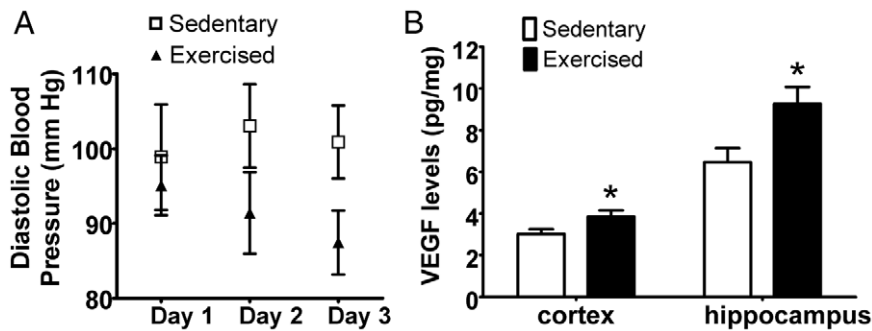 A
Sedentary
Exercised
Diastolic Blood
Pressure (mm Hg)
110
100
90
80
Day 1 Day 2 Day 3
B
Sedentary
Exercised
VEGF levels (pg/mg)
12
10
8
6
4
2
0
*
*
cortex hippocampus